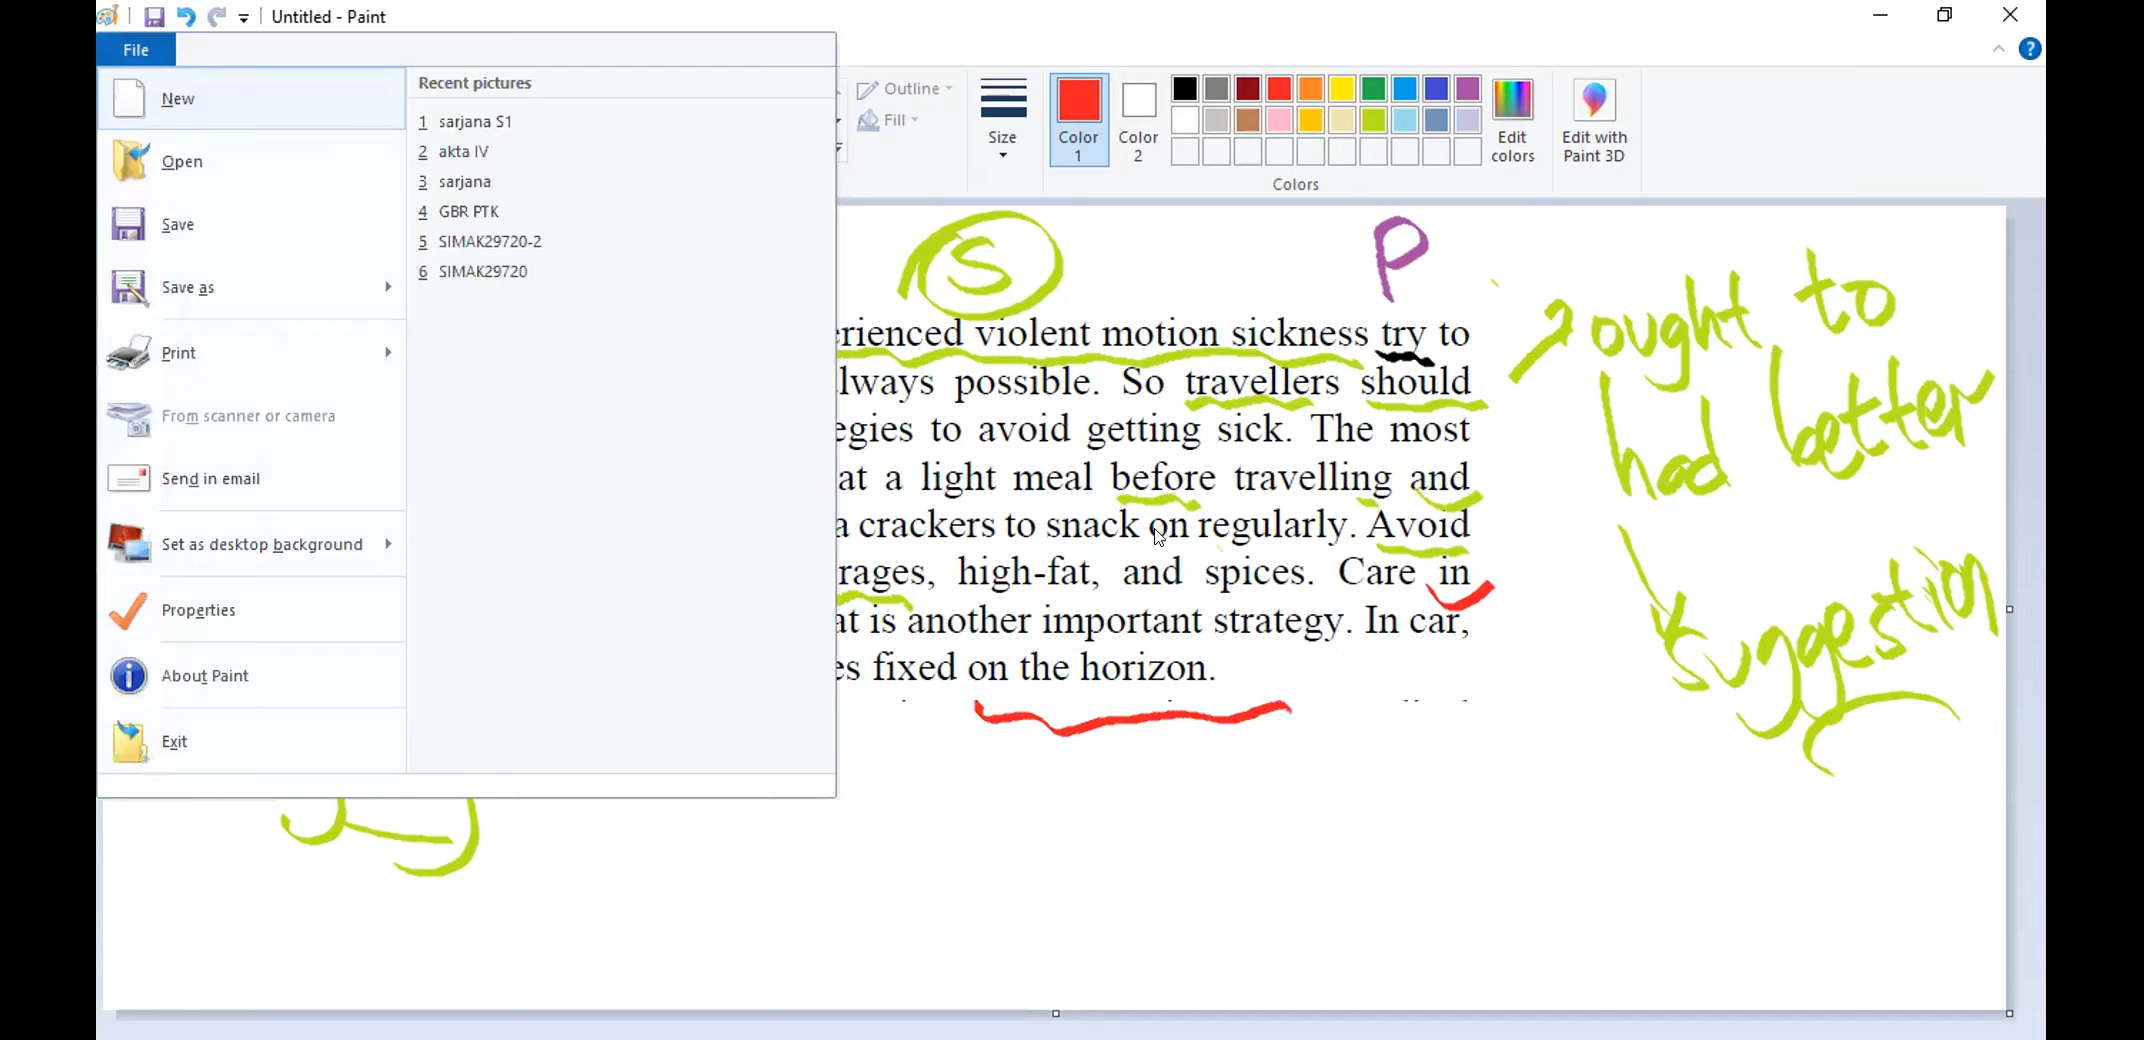 Untitled - Paint
File
New
Open
Save
Save as
Print
From scanner or camera
Send in email
Set as desktop background
Properties
About Paint
Exit
Recent pictures
1 sarjana S1
2 akta IV
3 sarjana
4 GBR PTK
5 SIMAK29720-2
6 SIMAK29720
Outline
Fill
Size
Color 1
Color 2
Edit colors
Edit with Paint 3D
Colors
S
P
erienced violent motion sickness try to
lways possible. So travellers should
egies to avoid getting sick. The most
at a light meal before travelling and
a crackers to snack on regularly. Avoid
rages, high-fat, and spices. Care in
at is another important strategy. In car,
es fixed on the horizon.
ought to
had better
suggestion